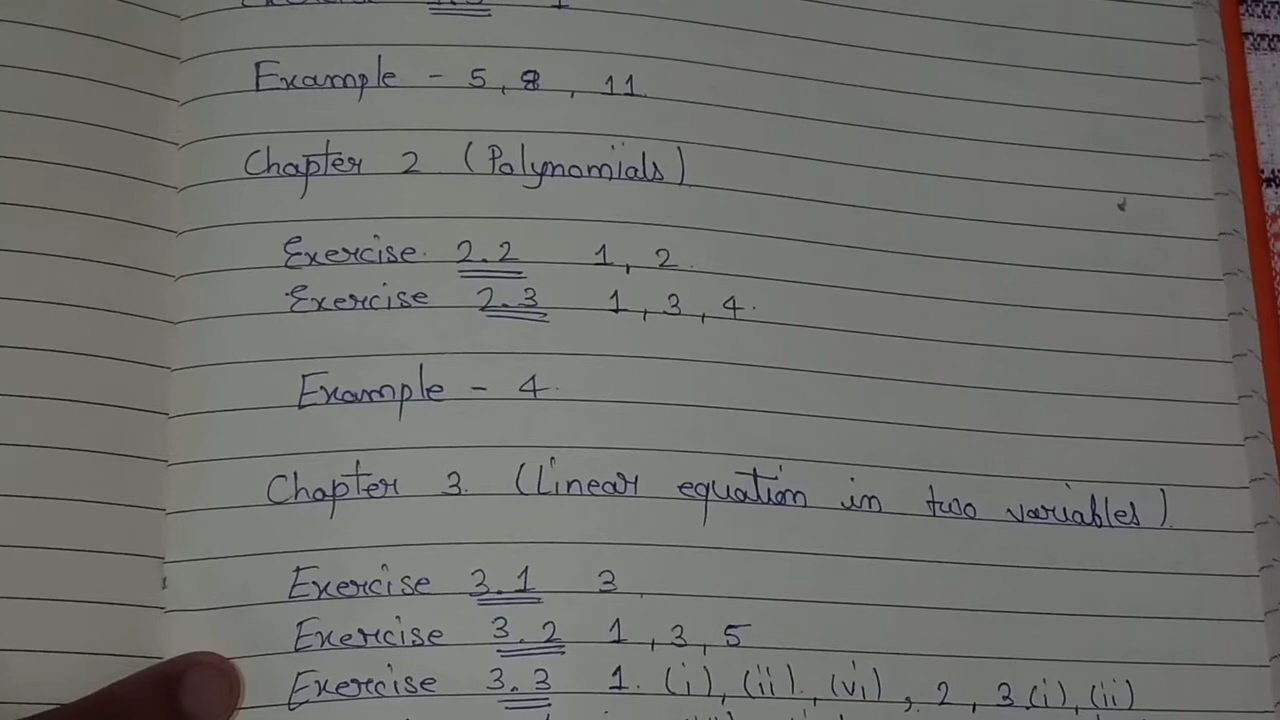 Example - 5, 8, 11.
Chapter 2 (Polynomials)
Exercise. 2.2 1, 2.
Exercise 2.3 1, 3, 4.
Example - 4.
Chapter 3. (Linear equation in two variables).
Exercise 3.1 3.
Exercise 3.2 1, 3, 5
Exercise 3.3 1. (i), (ii), (vi), 2, 3(i), (ii)